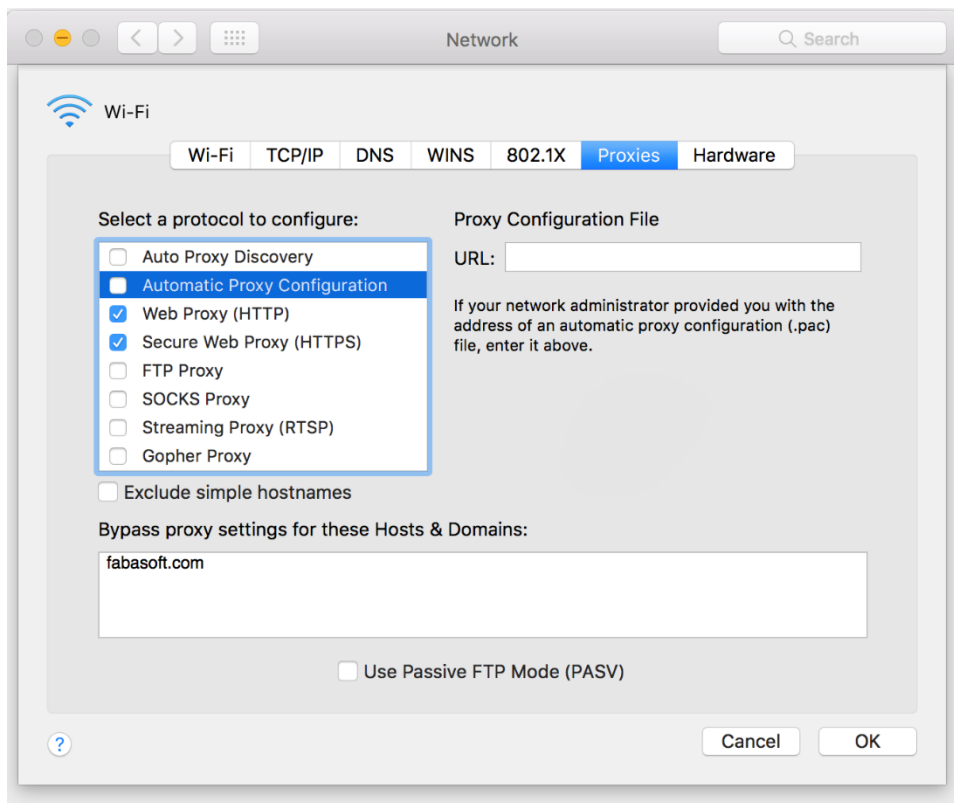 Network
Search
Wi-Fi
Wi-Fi TCP/IP DNS WINS 802.1X Proxies Hardware
Select a protocol to configure:
Auto Proxy Discovery
Automatic Proxy Configuration
Web Proxy (HTTP)
Secure Web Proxy (HTTPS)
FTP Proxy
SOCKS Proxy
Streaming Proxy (RTSP)
Gopher Proxy
Exclude simple hostnames
Proxy Configuration File
URL:
If your network administrator provided you with the
address of an automatic proxy configuration (.pac)
file, enter it above.
Bypass proxy settings for these Hosts & Domains:
fabasoft.com
Use Passive FTP Mode (PASV)
?
Cancel
OK